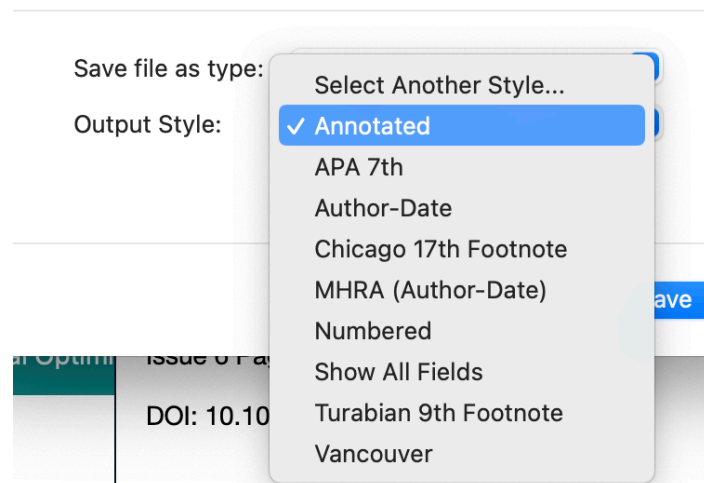 Save file as type:
Output Style:
Select Another Style...
✓ Annotated
APA 7th
Author-Date
Chicago 17th Footnote
MHRA (Author-Date)
Numbered
Show All Fields
Turabian 9th Footnote
Vancouver
ave
DOI: 10.10